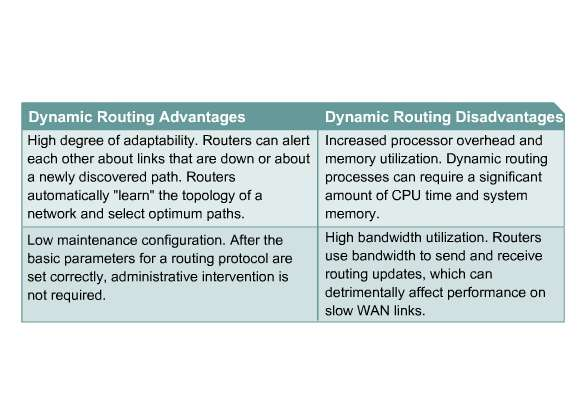 Dynamic Routing Advantages
Dynamic Routing Disadvantages
High degree of adaptability. Routers can alert
each other about links that are down or about
a newly discovered path. Routers
automatically "learn" the topology of a
network and select optimum paths.
Increased processor overhead and
memory utilization. Dynamic routing
processes can require a significant
amount of CPU time and system
memory.
Low maintenance configuration. After the
basic parameters for a routing protocol are
set correctly, administrative intervention is
not required.
High bandwidth utilization. Routers
use bandwidth to send and receive
routing updates, which can
detrimentally affect performance on
slow WAN links.